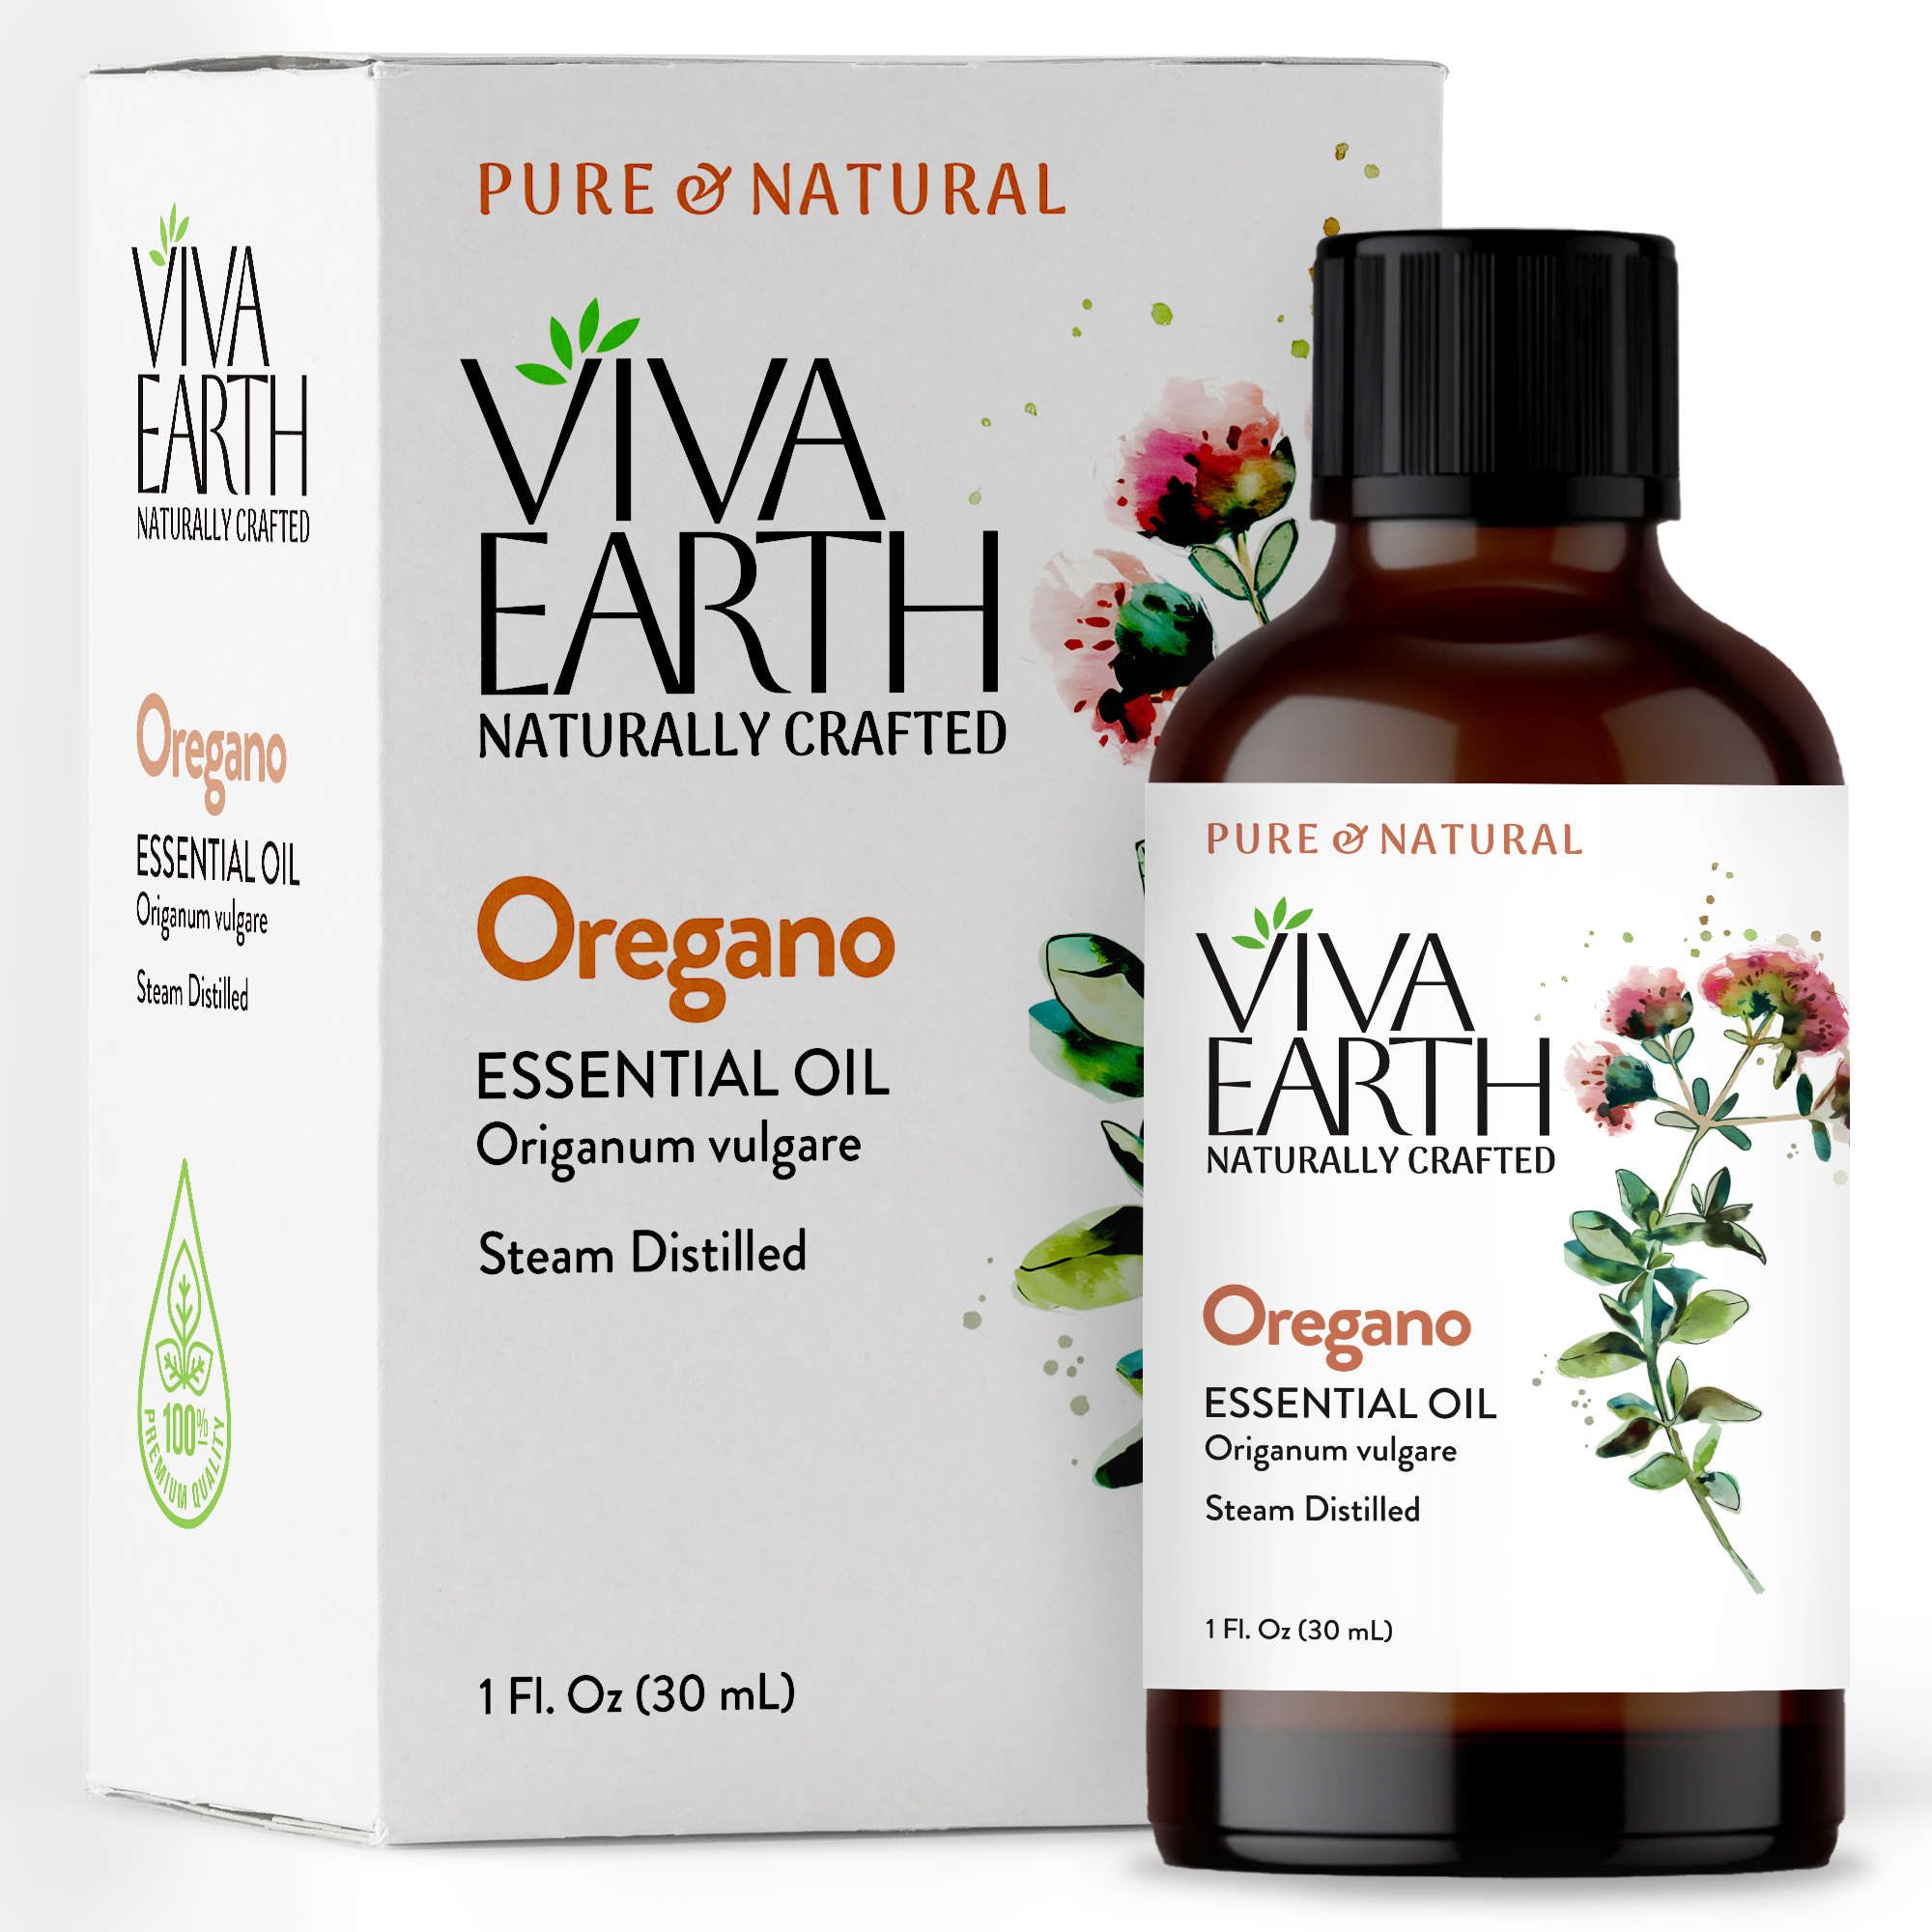 PURE & NATURAL
VIVA
EARTH
NATURALLY CRAFTED
Oregano
ESSENTIAL OIL
Origanum vulgare
Steam Distilled
1 Fl. Oz (30 mL)
VIVA
EARTH
NATURALLY CRAFTED
Oregano
ESSENTIAL OIL
Origanum vulgare
Steam Distilled
100%
PREMIUM QUALITY
PURE & NATURAL
VIVA
EARTH
NATURALLY CRAFTED
Oregano
ESSENTIAL OIL
Origanum vulgare
Steam Distilled
1 Fl. Oz (30 mL)